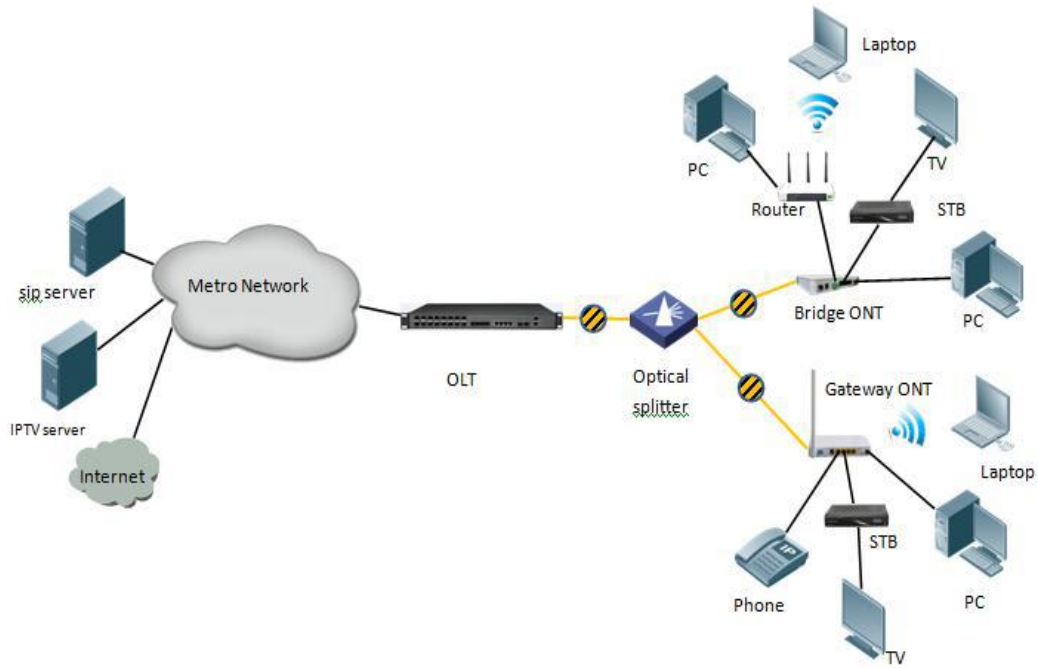 Laptop
PC
TV
Router
STB
sip server
Metro Network
Bridge ONT
PC
OLT
Optical
splitter
Gateway ONT
IPTV server
Internet
Laptop
STB
IP
Phone
PC
TV